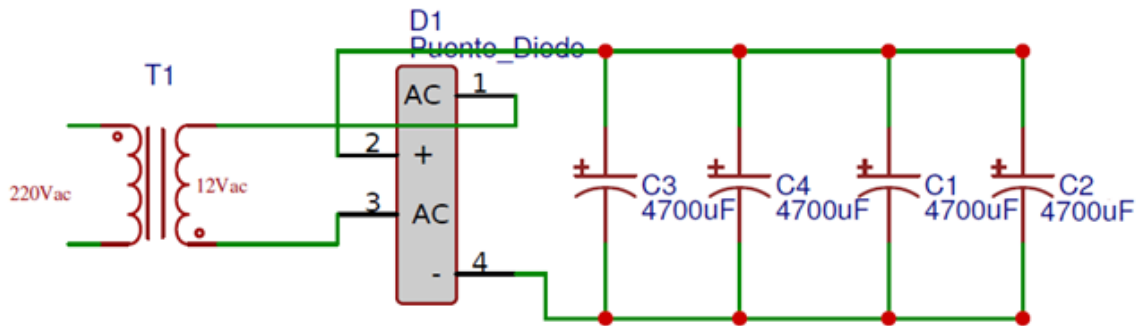 D1
Puente_Diodo
T1
AC
1
2
+
220Vac
12Vac
3
AC
-
4
+
C3
4700uF
+
C4
4700uF
+
C1
4700uF
+
C2
4700uF